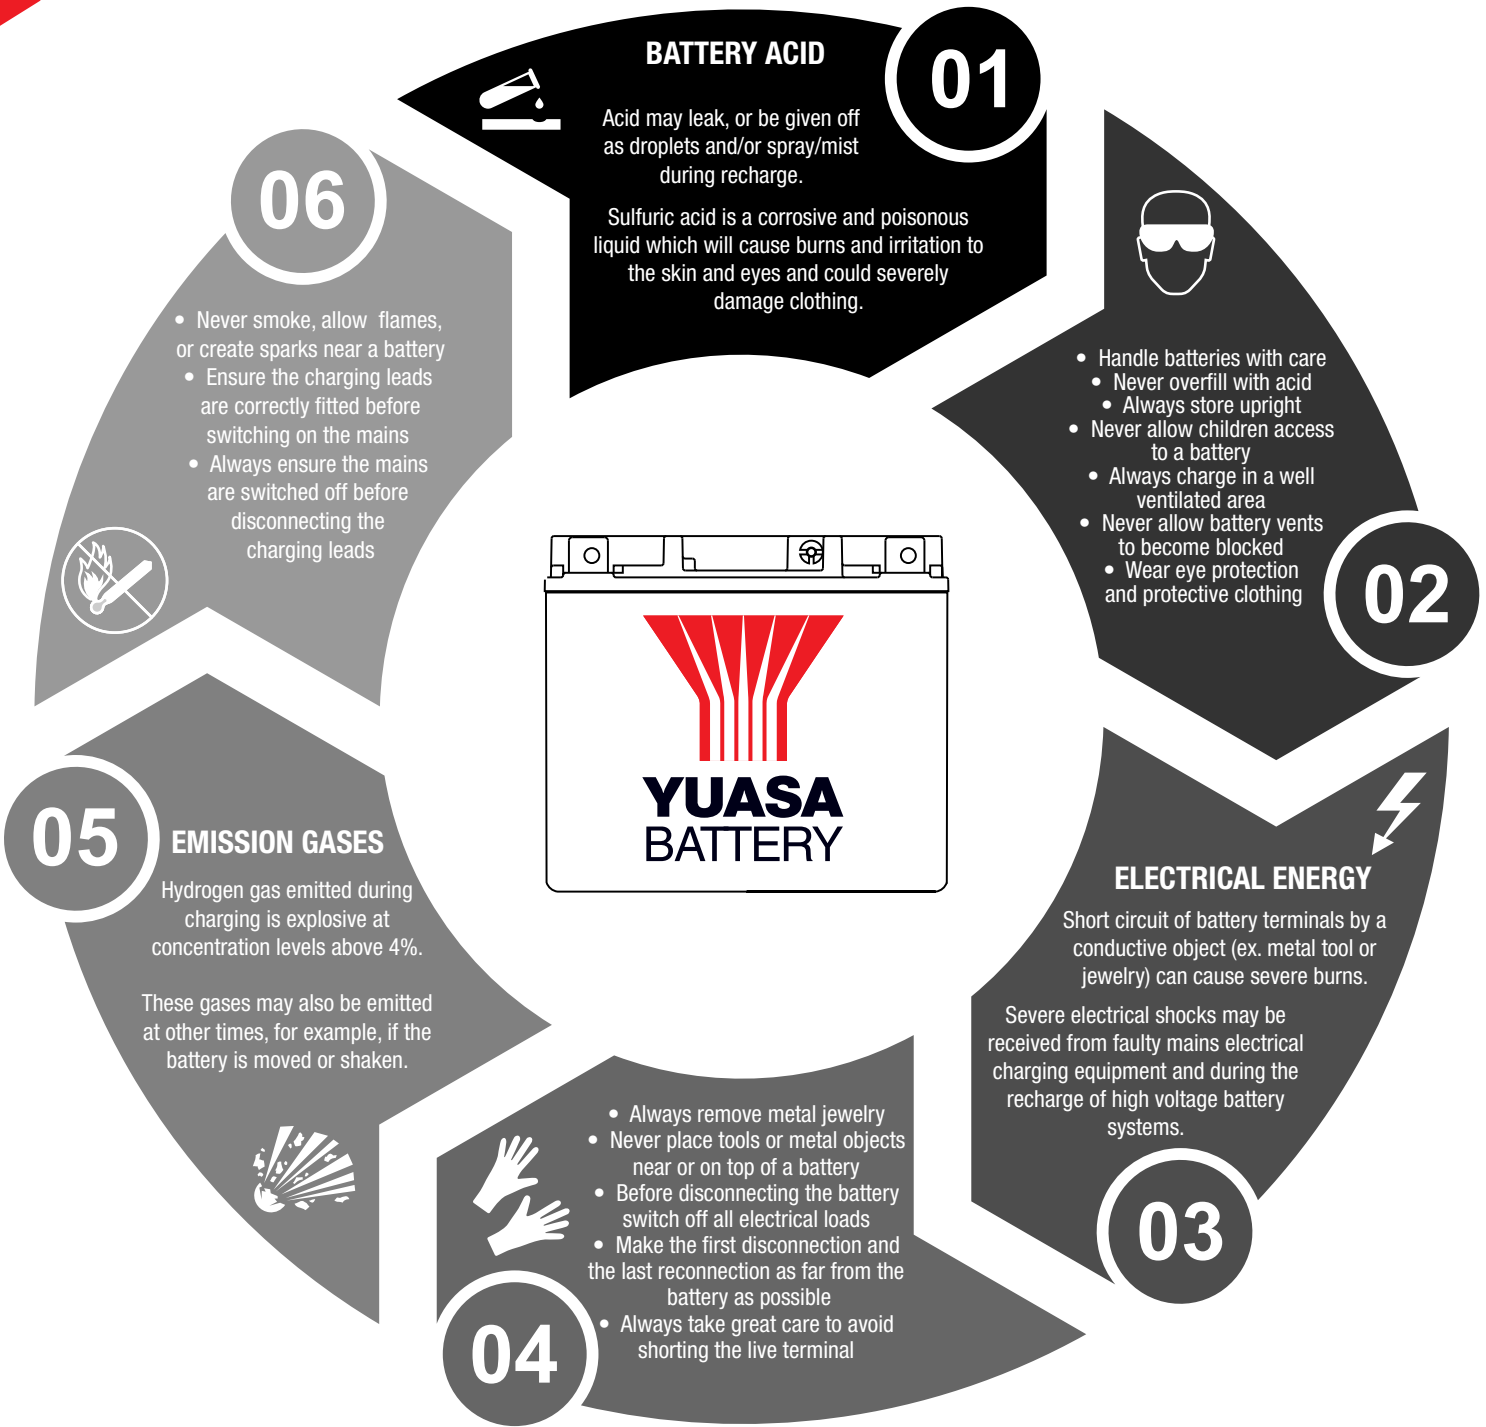 BATTERY ACID
01
Acid may leak, or be given off
as droplets and/or spray/mist
during recharge.
Sulfuric acid is a corrosive and poisonous
liquid which will cause burns and irritation to
the skin and eyes and could severely
damage clothing.
• Handle batteries with care
• Never overfill with acid
• Always store upright
• Never allow children access
to a battery
• Always charge in a well
ventilated area
• Never allow battery vents
to become blocked
• Wear eye protection
and protective clothing
02
ELECTRICAL ENERGY
Short circuit of battery terminals by a
conductive object (ex. metal tool or
jewelry) can cause severe burns.
Severe electrical shocks may be
received from faulty mains electrical
charging equipment and during the
recharge of high voltage battery
systems.
03
• Always remove metal jewelry
• Never place tools or metal objects
near or on top of a battery
• Before disconnecting the battery
switch off all electrical loads
• Make the first disconnection and
the last reconnection as far from the
battery as possible
• Always take great care to avoid
shorting the live terminal
04
05
EMISSION GASES
Hydrogen gas emitted during
charging is explosive at
concentration levels above 4%.
These gases may also be emitted
at other times, for example, if the
battery is moved or shaken.
06
• Never smoke, allow flames,
or create sparks near a battery
• Ensure the charging leads
are correctly fitted before
switching on the mains
• Always ensure the mains
are switched off before
disconnecting the
charging leads
YUASA
BATTERY